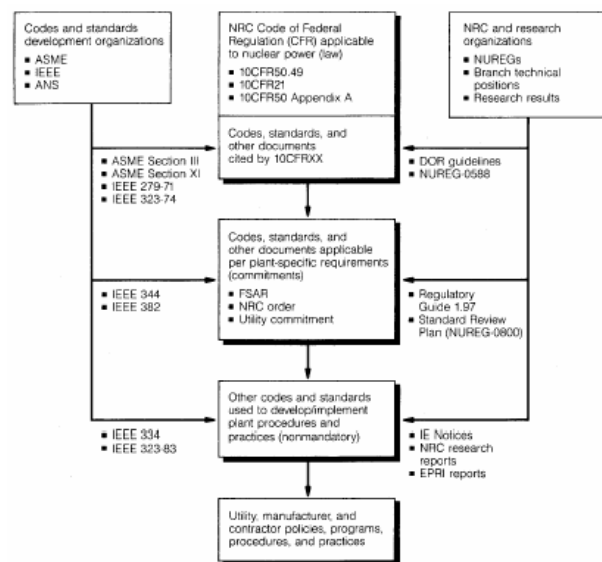 Codes and standards
development organizations
■ ASME
■ IEEE
■ ANS
NRC Code of Federal
Regulation (CFR) applicable
to nuclear power (law)
■ 10CFR50.49
■ 10CFR21
■ 10CFR50 Appendix A
Codes, standards, and
other documents
cited by 10CFRXX
NRC and research
organizations
■ NUREGs
■ Branch technical
positions
■ Research results
■ ASME Section III
■ ASME Section XI
■ IEEE 279-71
■ IEEE 323-74
■ DOR guidelines
■ NUREG-0588
Codes, standards, and
other documents applicable
per plant-specific requirements
(commitments)
■ FSAR
■ NRC order
■ Utility commitment
■ IEEE 344
■ IEEE 382
■ Regulatory
Guide 1.97
■ Standard Review
Plan (NUREG-0800)
Other codes and standards
used to develop/implement
plant procedures and
practices (nonmandatory)
■ IEEE 334
■ IEEE 323-83
■ IE Notices
■ NRC research
reports
■ EPRI reports
Utility, manufacturer, and
contractor policies, programs,
procedures, and practices